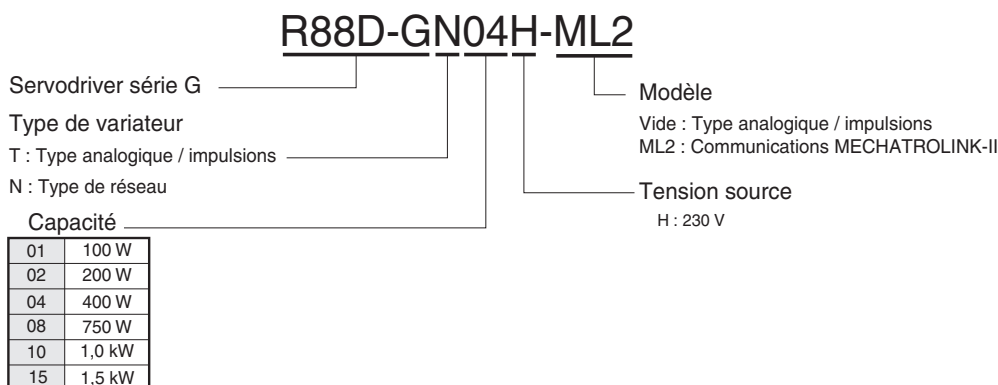 R88D-GN04H-ML2
Servodriver série G
Type de variateur
T : Type analogique / impulsions
N : Type de réseau
Capacité
01 100 W
02 200 W
04 400 W
08 750 W
10 1,0 kW
15 1,5 kW
Modèle
Vide : Type analogique / impulsions
ML2 : Communications MECHATROLINK-II
Tension source
H : 230 V